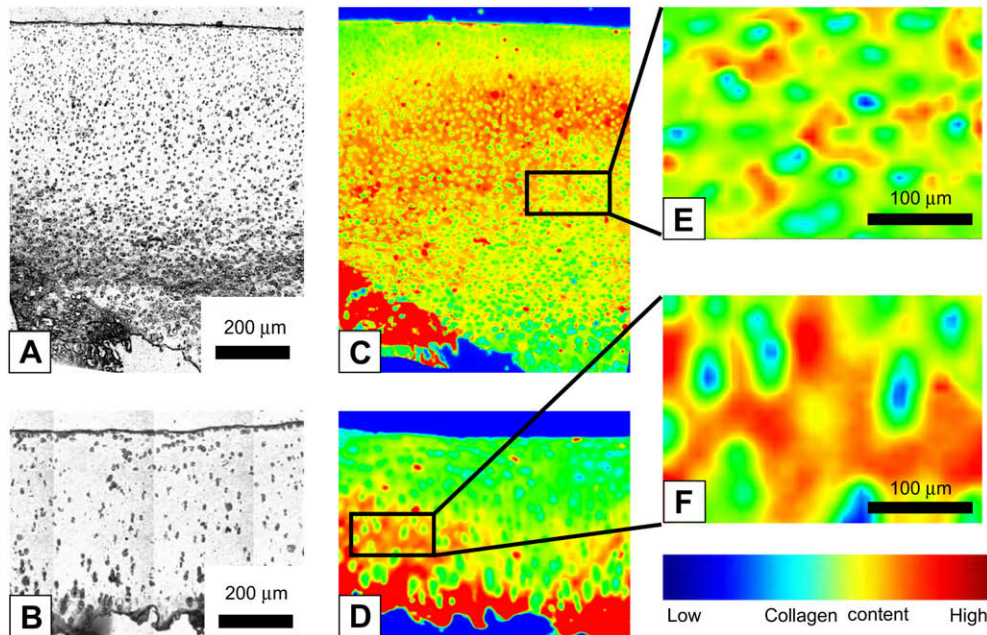 A
200 μm
C
E
100 μm
B
200 μm
D
F
100 μm
Low Collagen content High